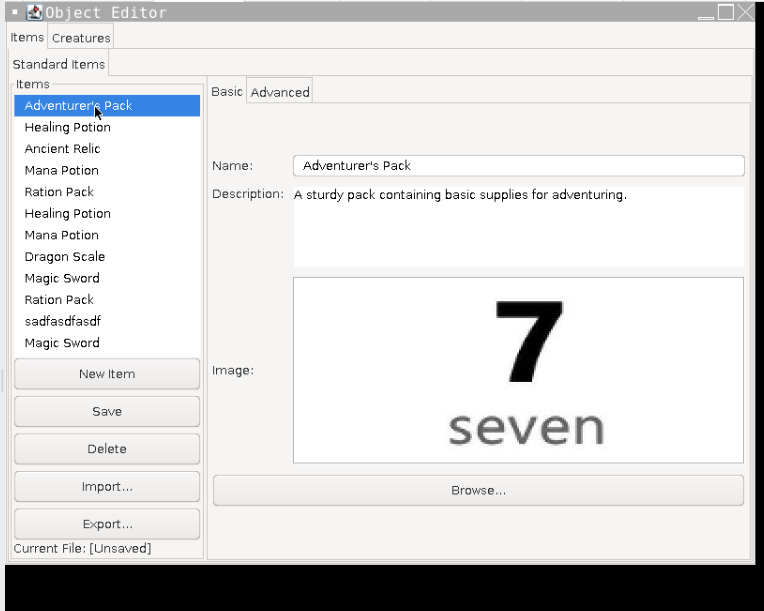 Object Editor
Items Creatures
Standard Items
Items
Adventurer's Pack
Healing Potion
Ancient Relic
Mana Potion
Ration Pack
Healing Potion
Mana Potion
Dragon Scale
Magic Sword
Ration Pack
sadfasdfasdf
Magic Sword
New Item
Save
Delete
Import...
Export...
Current File: [Unsaved]
Basic Advanced
Name: Adventurer's Pack
Description: A sturdy pack containing basic supplies for adventuring.
Image:
7
seven
Browse...